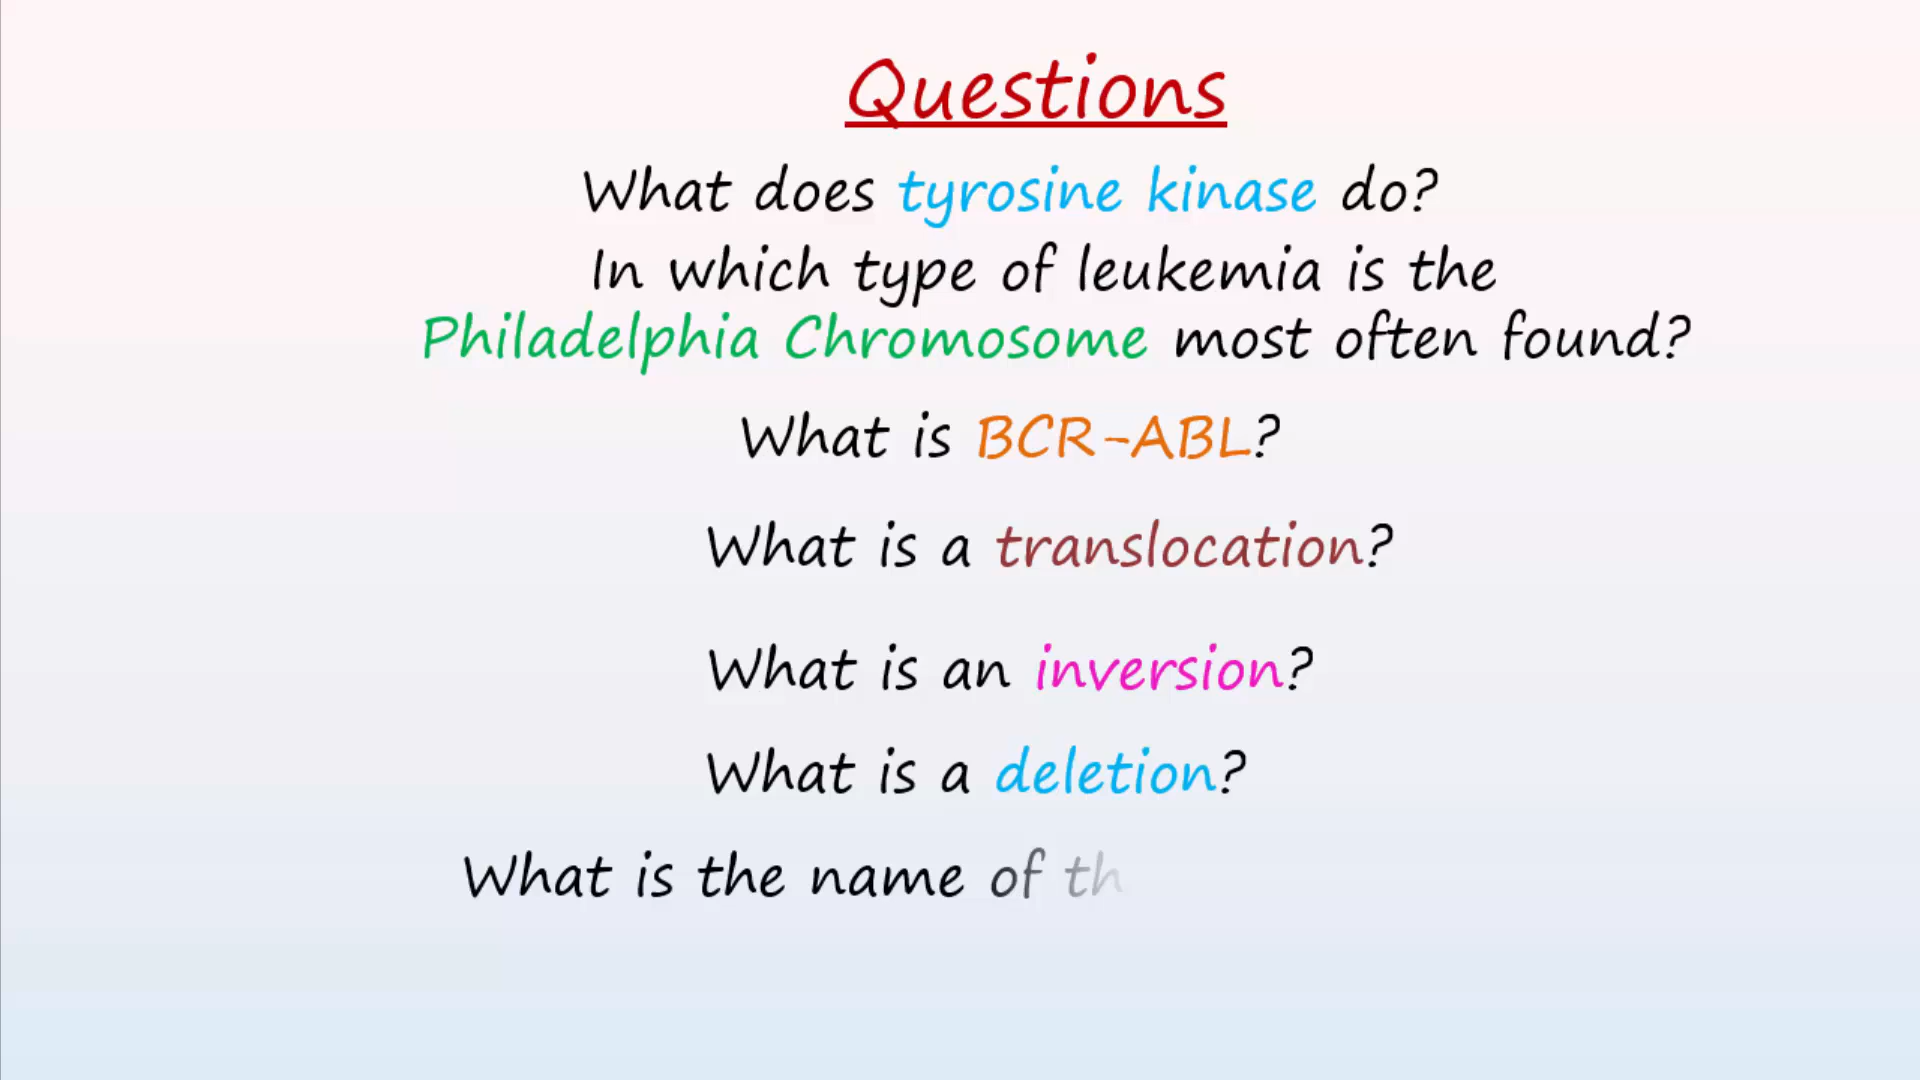 Questions
What does tyrosine kinase do?
In which type of leukemia is the
Philadelphia Chromosome most often found?
What is BCR-ABL?
What is a translocation?
What is an inversion?
What is a deletion?
What is the name of th